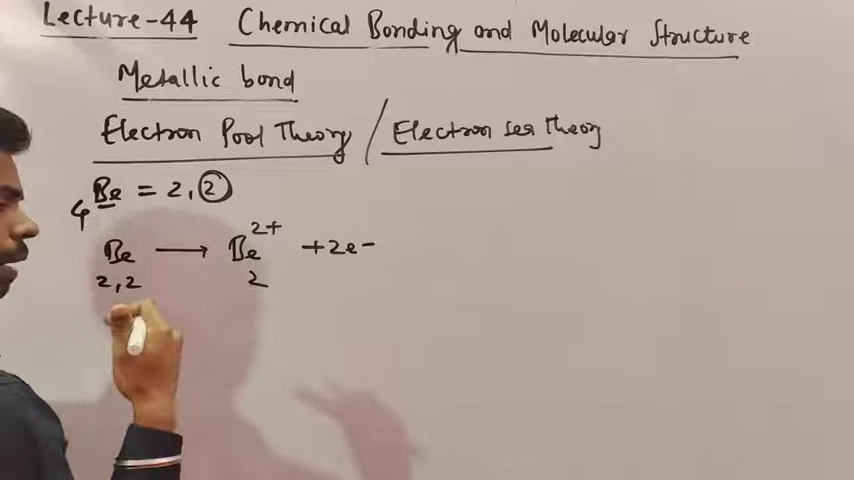 Lecture-44 Chemical Bonding and Molecular Structure
Metallic bond
Electron Pool Theory / Electron sea theory
4Be = 2, 2
Be ⟶ Be²⁺ + 2e⁻
2,2 2